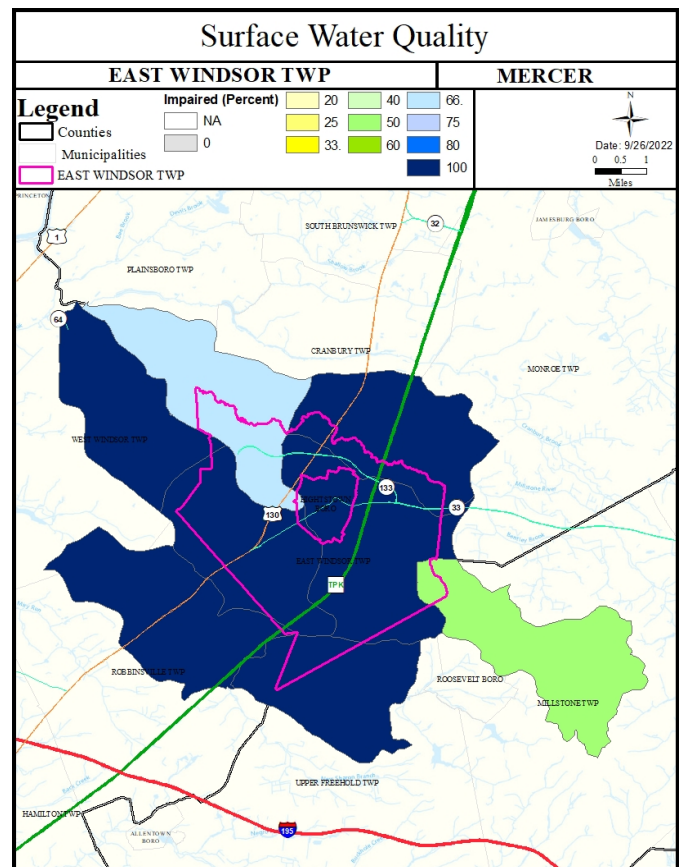 Surface Water Quality
EAST WINDSOR TWP
MERCER
Legend
Counties
Municipalities
EAST WINDSOR TWP
Impaired (Percent)
NA
0
20
25
33.
40
50
60
66.
75
80
100
N
Date: 9/26/2022
0 0.5 1
Miles
PRINCETON
1
SOUTH BRUNSWICK TWP
32
JAMESBURG BORO
PLAINSBORO TWP
64
CRANBURY TWP
MONROE TWP
Cranbury Brook
WEST WINDSOR TWP
133
33
130
EAST WINDSOR TWP
TPK
ROBBINSVILLE TWP
ROOSEVELT BORO
MILLSTONE TWP
UPPER FREEHOLD TWP
HAMILTON TWP
ALLENTOWN
BORO
195